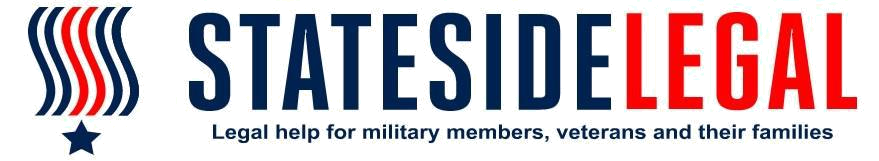 STATESIDELEGAL
Legal help for military members, veterans and their families